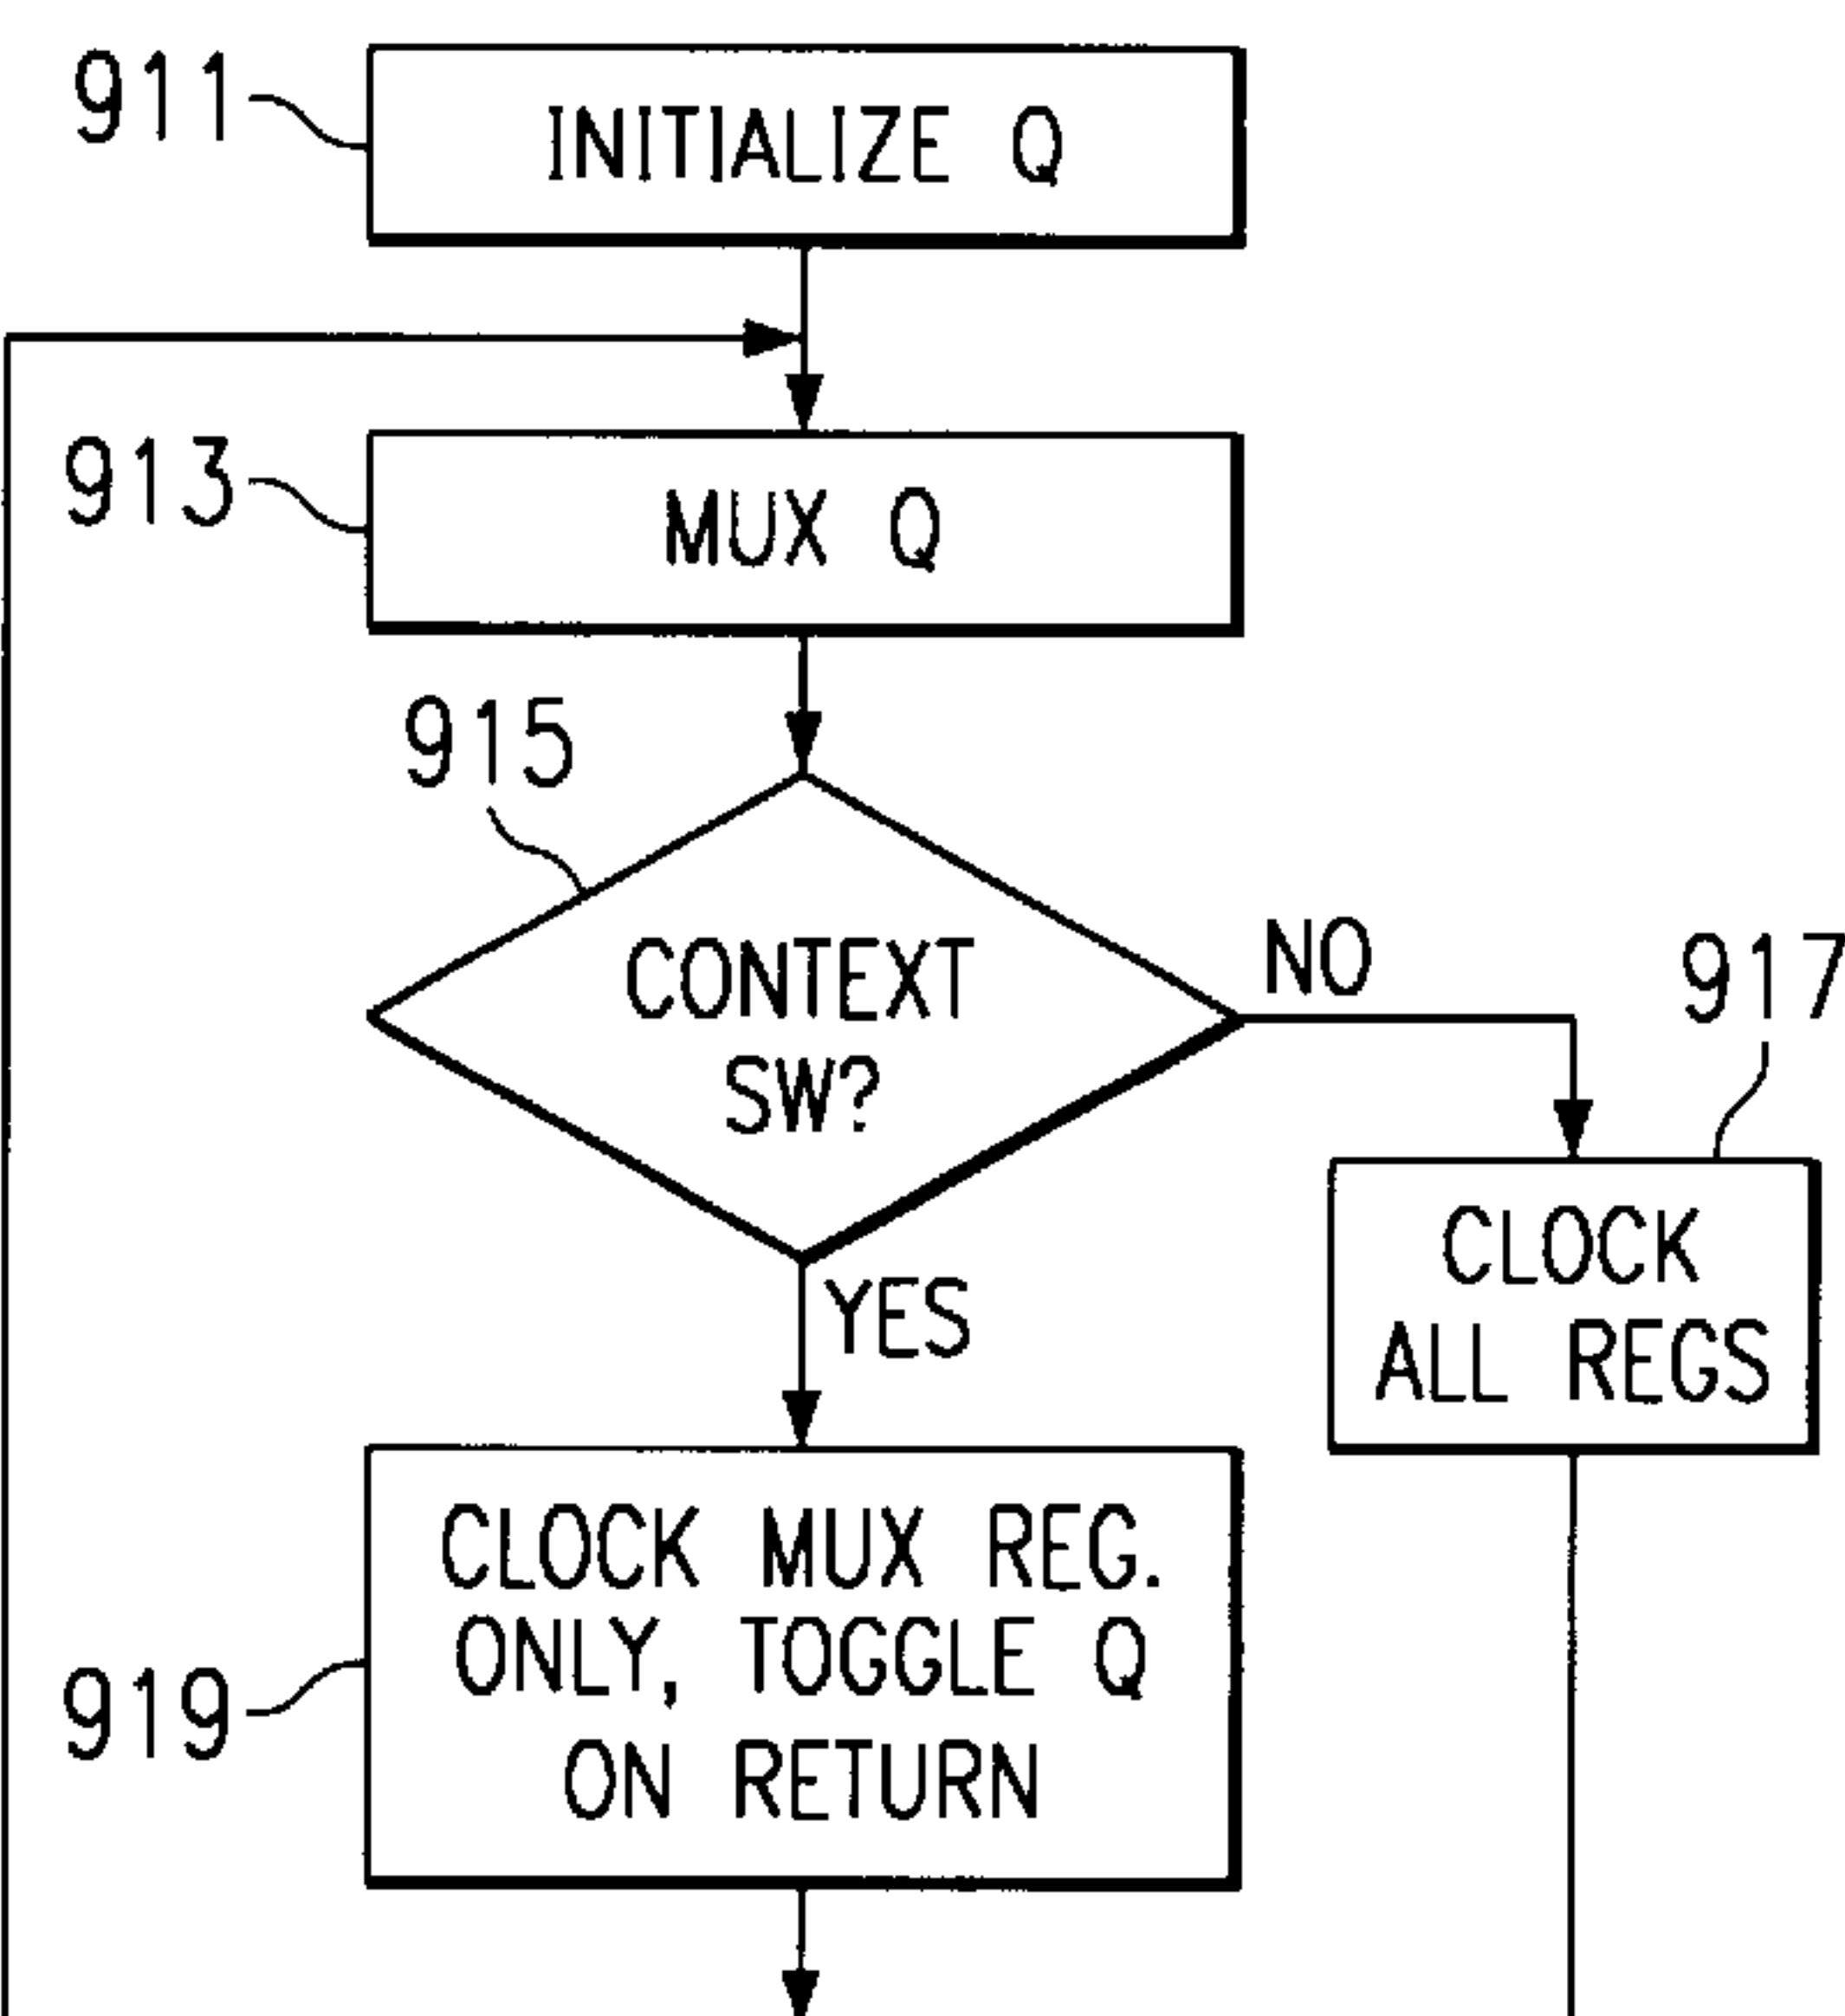 911
INITIALIZE Q
913
MUX Q
915
CONTEXT
SW?
NO
917
YES
CLOCK
ALL REGS
CLOCK MUX REG.
ONLY, TOGGLE Q
ON RETURN
919